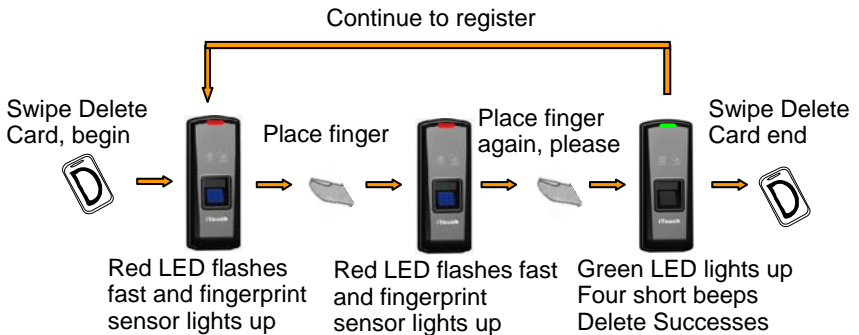 Continue to register
Swipe Delete
Card, begin
D
iTouch
Red LED flashes
fast and fingerprint
sensor lights up
Place finger
iTouch
Red LED flashes fast
and fingerprint
sensor lights up
Place finger
again, please
iTouch
Green LED lights up
Four short beeps
Delete Successes
Swipe Delete
Card end
D